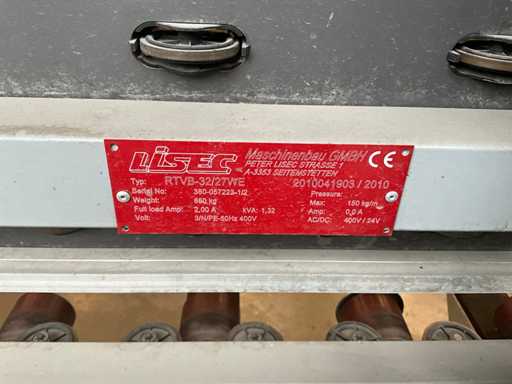 LiSEC Maschinenbau GMBH CE
PETER LISEC STRASSE 1
A-3353 SEITENSTETTEN
Typ: RTVB-32/27WE 2010041903 / 2010
Serial No: 380-057223-1/2 Pressure:
Weight: 660 kg Max: 150 kg/m
Full load Amp: 2,00 A kVA: 1,32 Amp: 0,0 A
Volt: 3/N/PE-50Hz 400V AC/DC: 400V / 24V